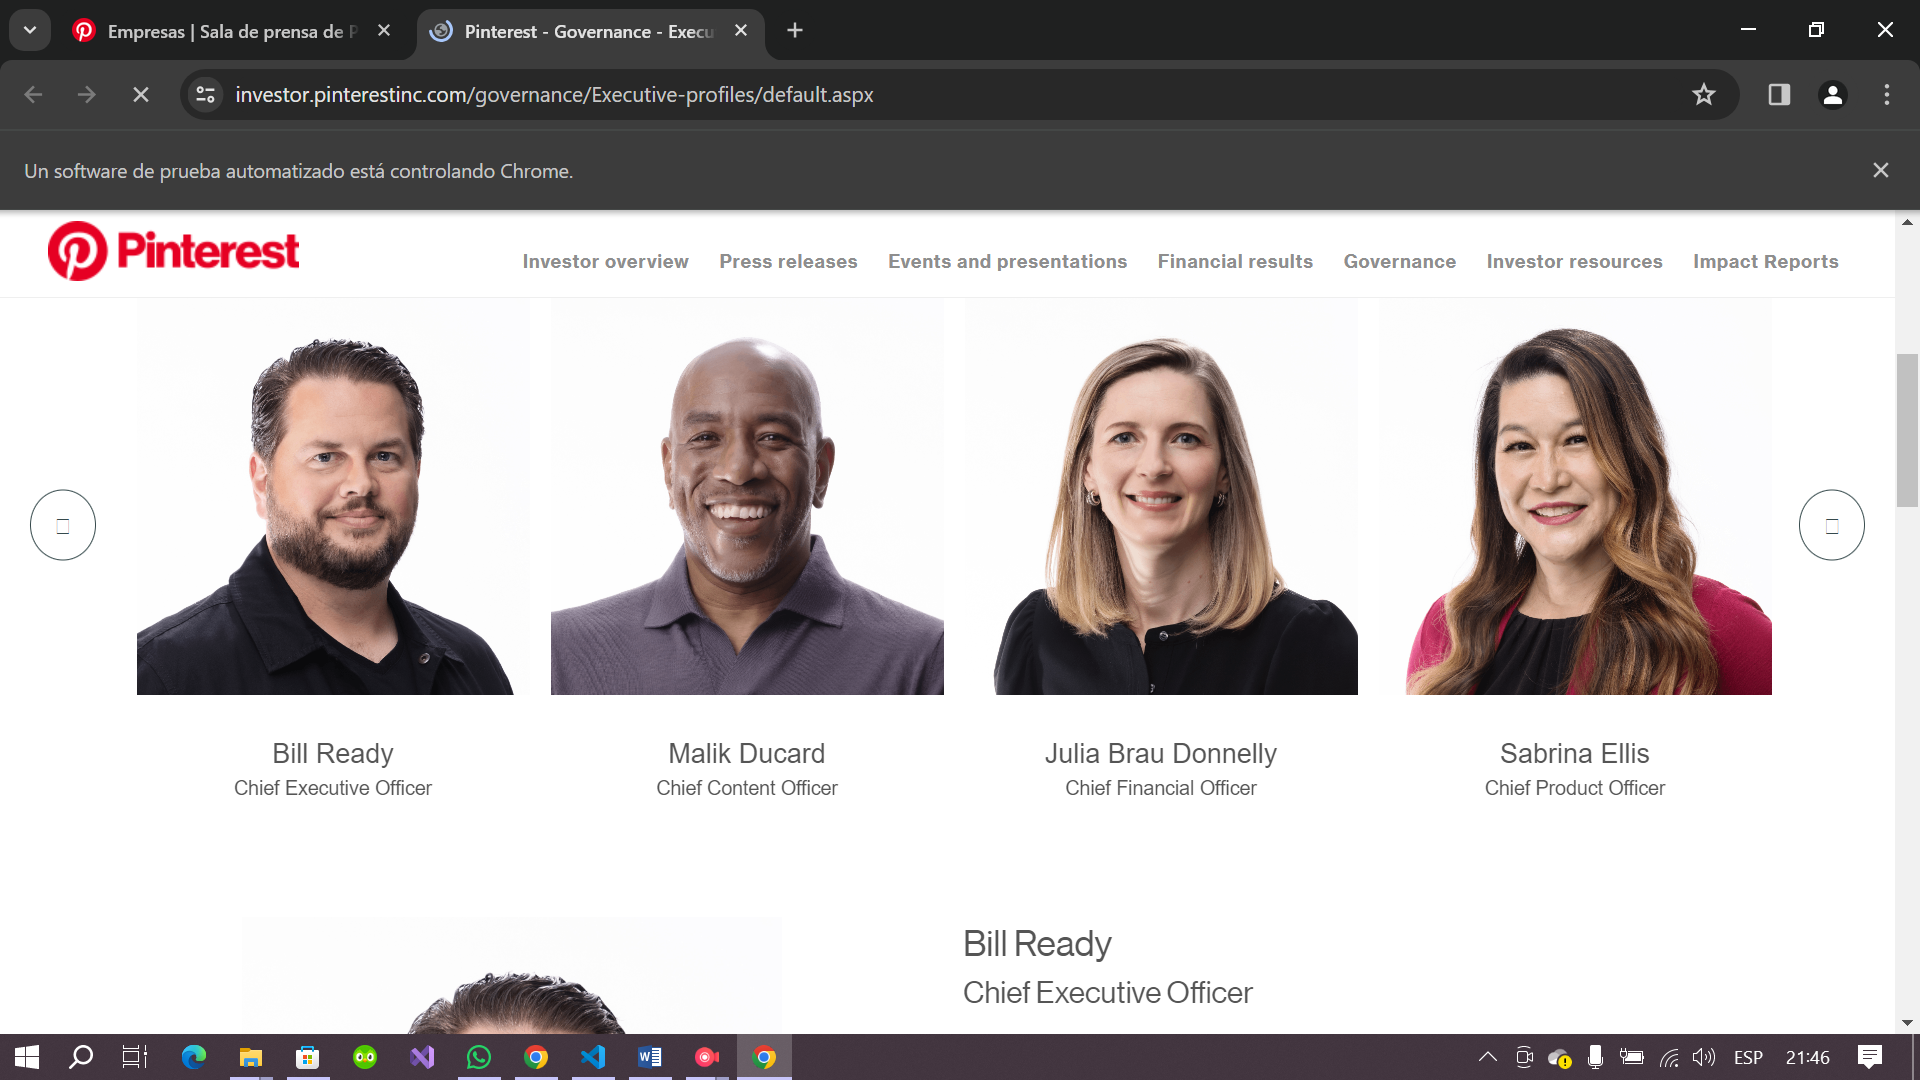 Empresas | Sala de prensa de P
Pinterest - Governance - Execu
investor.pinterestinc.com/governance/Executive-profiles/default.aspx
Un software de prueba automatizado está controlando Chrome.
Pinterest
Investor overview
Press releases
Events and presentations
Financial results
Governance
Investor resources
Impact Reports
Bill Ready
Chief Executive Officer
Malik Ducard
Chief Content Officer
Julia Brau Donnelly
Chief Financial Officer
Sabrina Ellis
Chief Product Officer
Bill Ready
Chief Executive Officer
ESP
21:46